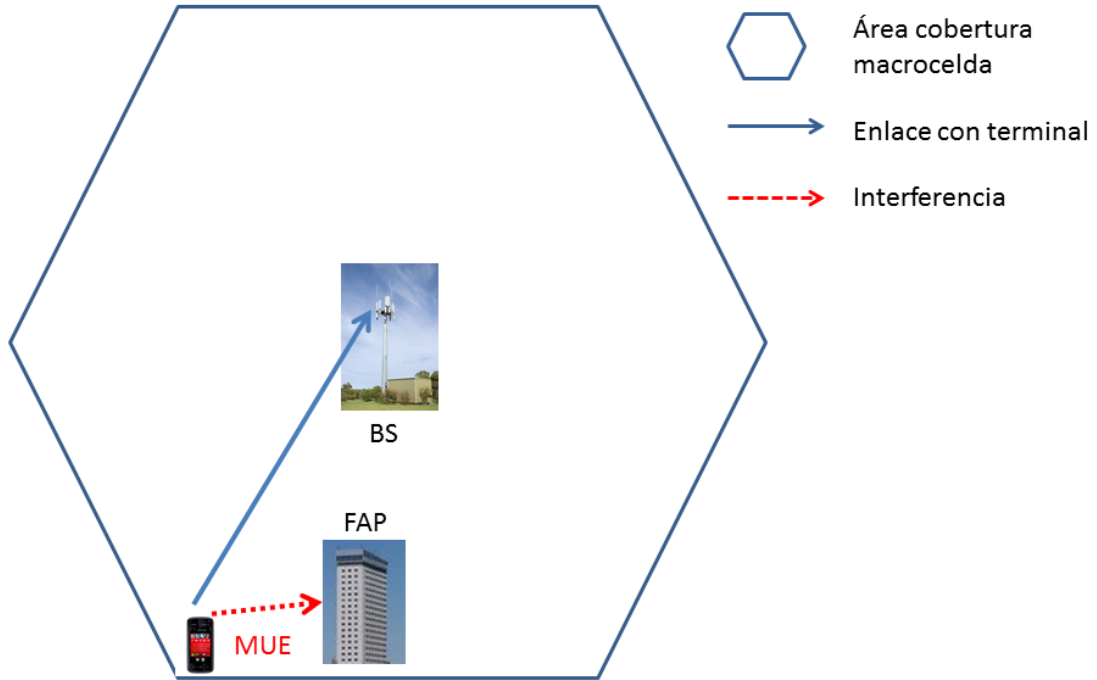 Área cobertura
macrocelda
Enlace con terminal
Interferencia
BS
FAP
MUE